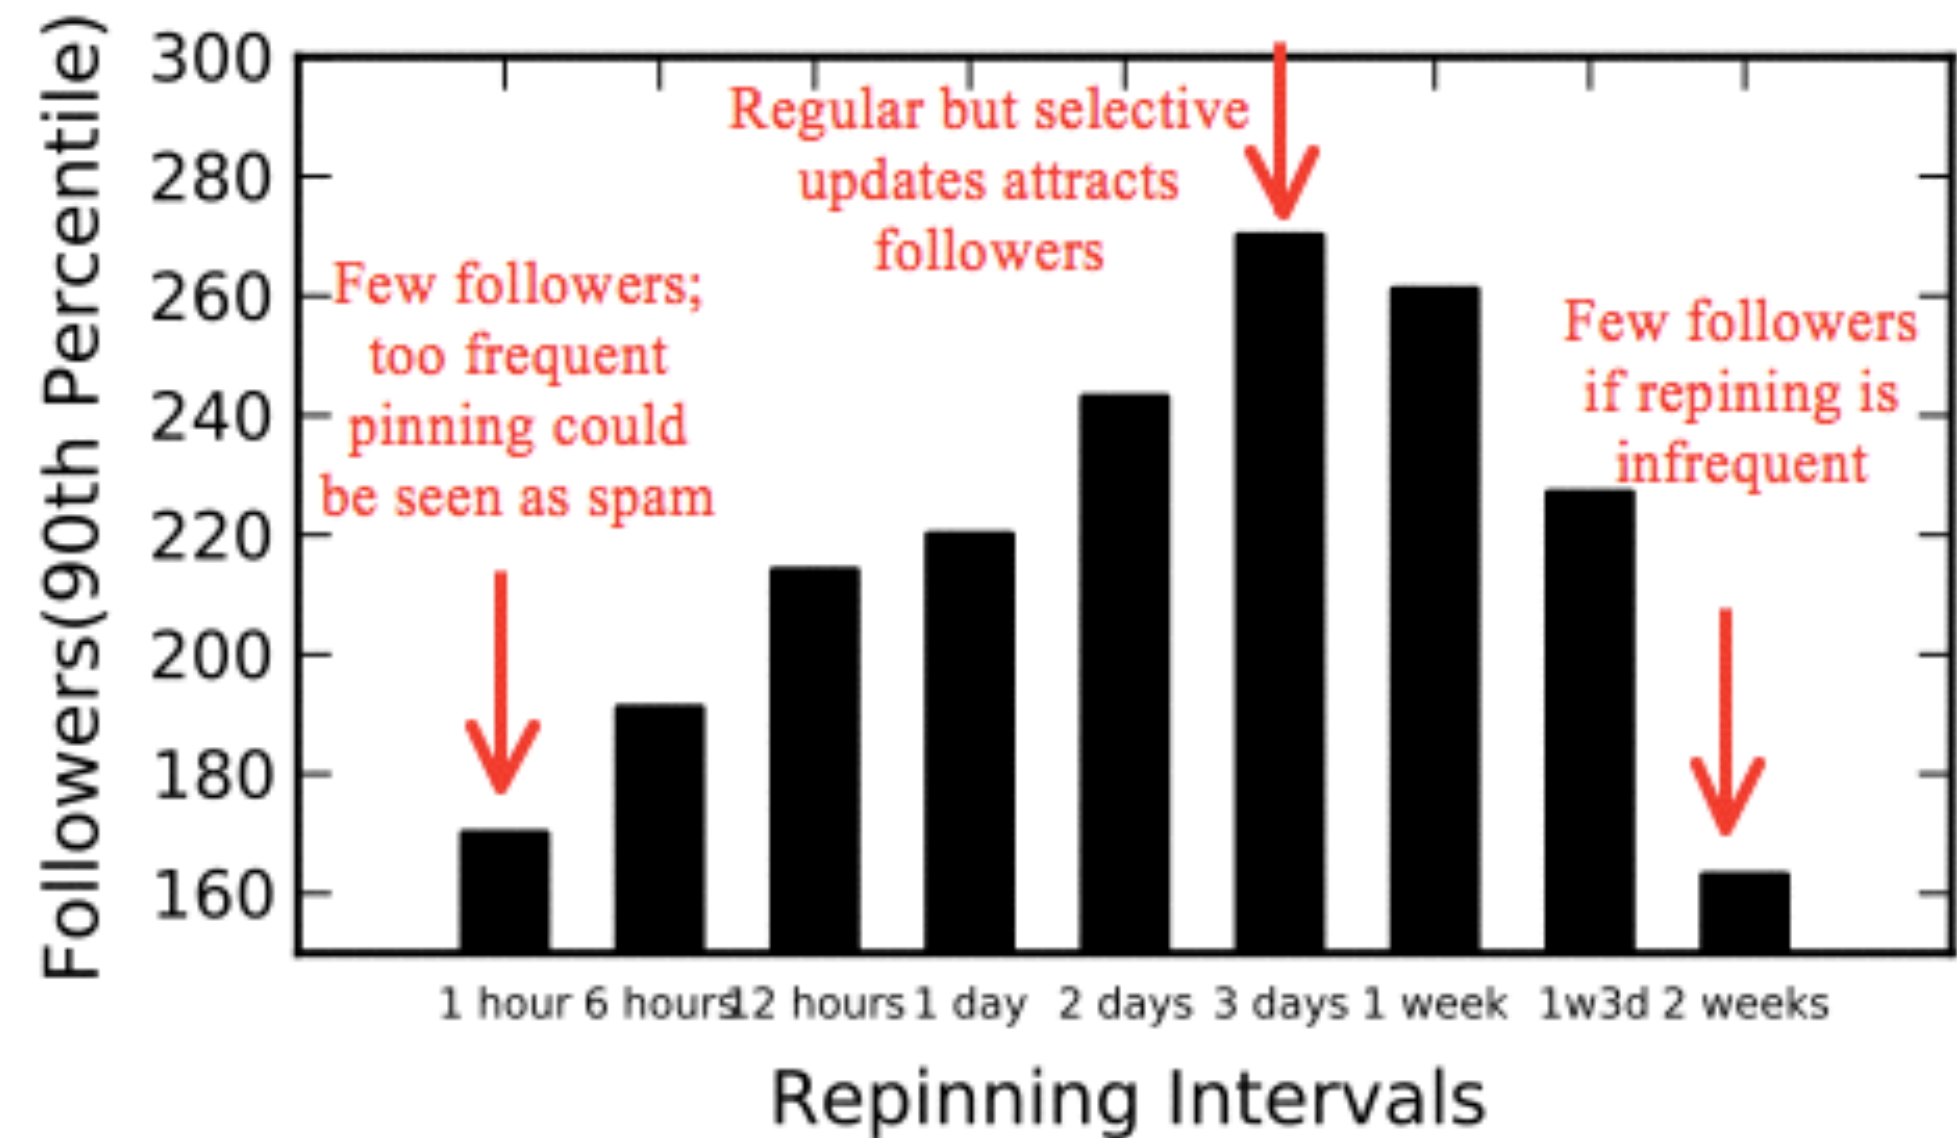 Followers(90th Percentile)
300
280
260
240
220
200
180
160
Few followers;
too frequent
pinning could
be seen as spam
Regular but selective
updates attracts
followers
Few followers
if repining is
infrequent
1 hour 6 hours 12 hours 1 day 2 days 3 days 1 week 1w3d 2 weeks
Repinning Intervals